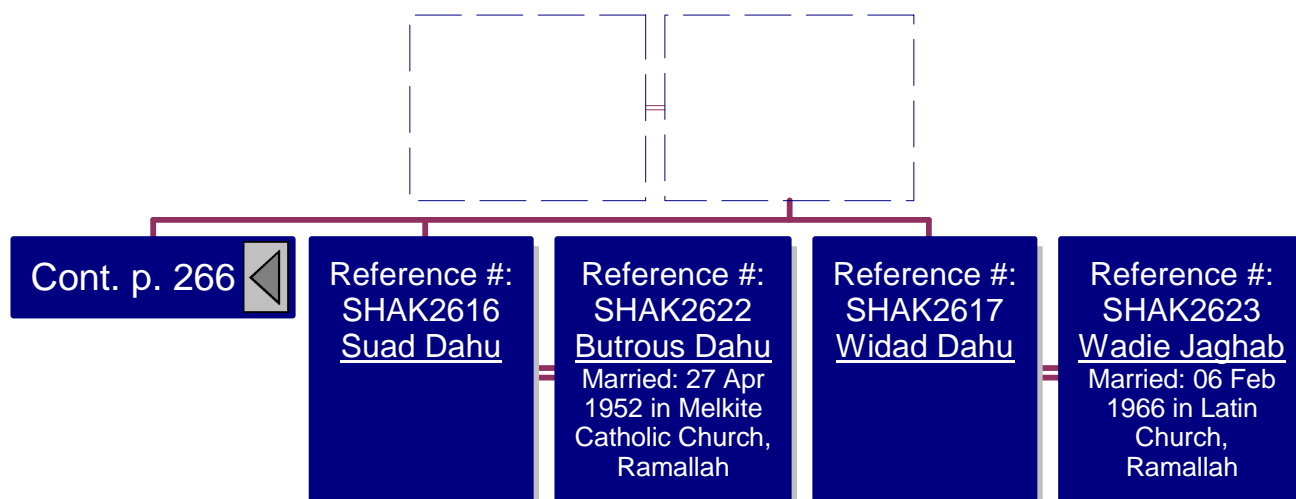 Cont. p. 266
Reference #:
SHAK2616
Suad Dahu
Reference #:
SHAK2622
Butrous Dahu
Married: 27 Apr
1952 in Melkite
Catholic Church,
Ramallah
Reference #:
SHAK2617
Widad Dahu
Reference #:
SHAK2623
Wadie Jaghab
Married: 06 Feb
1966 in Latin
Church,
Ramallah